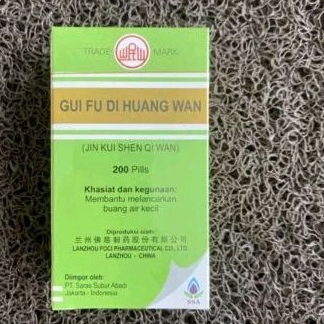 TRADE MARK
GUI FU DI HUANG WAN
(JIN KUI SHEN QI WAN)
200 Pills
Khasiat dan kegunaan:
Membantu melancarkan
buang air kecil
Diproduksi oleh:
兰州佛慈制药股份有限公司
LANZHOU FOCI PHARMACEUTICAL CO., LTD.
LANZHOU - CHINA
Diimpor oleh:
PT. Saras Subur Abadi
Jakarta - Indonesia
SSA